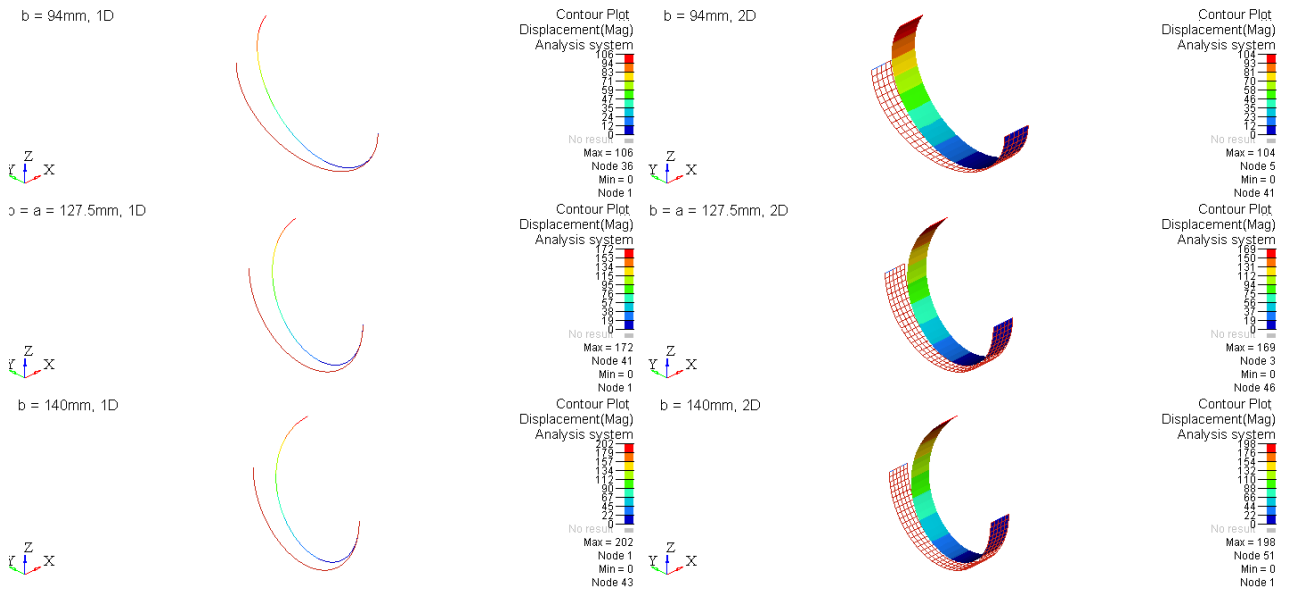 b = 94mm, 1D
Contour Plot
Displacement(Mag)
Analysis system
106
94
83
71
59
47
35
24
12
0
No result
Max = 106
Node 36
Min = 0
Node 1
Z
Y
X
b = 94mm, 2D
Contour Plot
Displacement(Mag)
Analysis system
104
93
81
69
58
46
35
23
12
0
No result
Max = 104
Node 5
Min = 0
Node 41
Z
Y
X
b = a = 127.5mm, 1D
Contour Plot
Displacement(Mag)
Analysis system
172
153
134
115
95
76
57
38
19
0
No result
Max = 172
Node 41
Min = 0
Node 1
Z
Y
X
b = a = 127.5mm, 2D
Contour Plot
Displacement(Mag)
Analysis system
169
150
131
112
94
75
56
37
19
0
No result
Max = 169
Node 3
Min = 0
Node 46
Z
Y
X
b = 140mm, 1D
Contour Plot
Displacement(Mag)
Analysis system
202
179
157
134
112
90
67
45
22
0
No result
Max = 202
Node 1
Min = 0
Node 43
Z
Y
X
b = 140mm, 2D
Contour Plot
Displacement(Mag)
Analysis system
198
176
154
132
110
88
66
44
22
0
No result
Max = 198
Node 51
Min = 0
Node 1
Z
Y
X